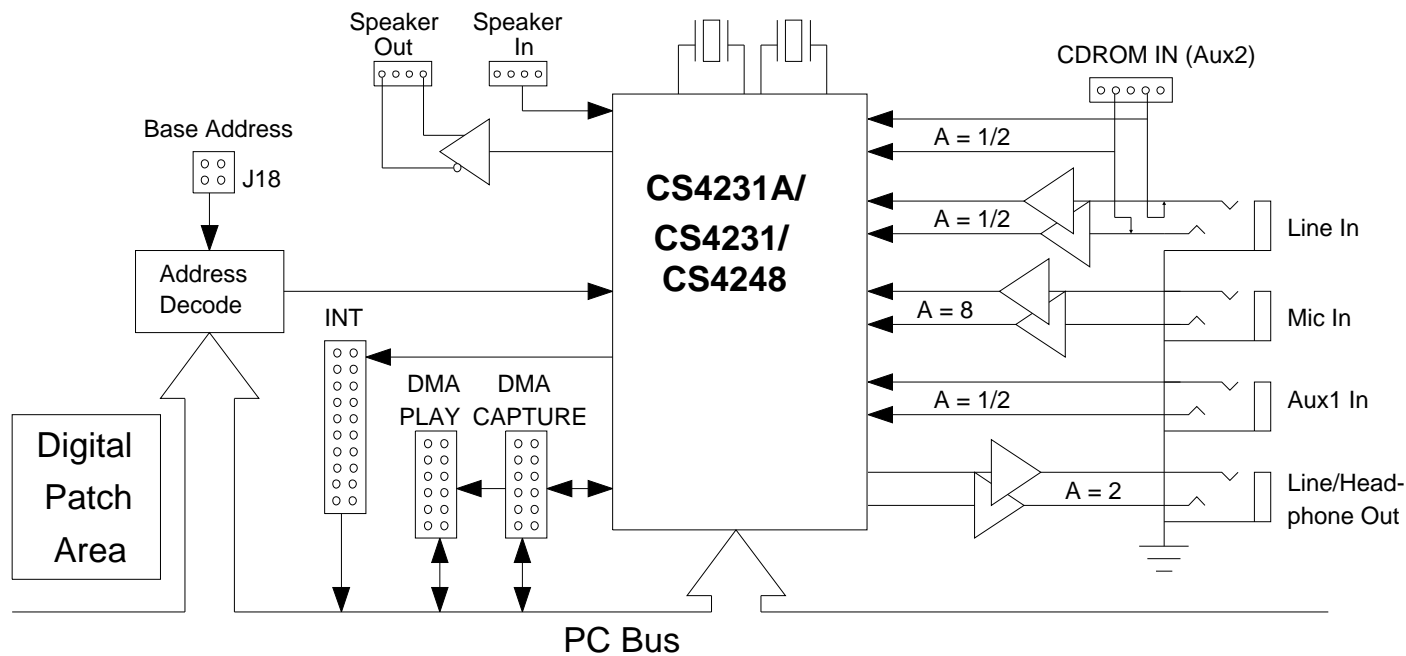 Speaker
Out
Speaker
In
CDROM IN (Aux2)
Base Address
J18
A = 1/2
CS4231A/
CS4231/
CS4248
A = 1/2
Line In
Address
Decode
INT
A = 8
Mic In
DMA
PLAY
DMA
CAPTURE
A = 1/2
Aux1 In
Digital
Patch
Area
A = 2
Line/Head-
phone Out
PC Bus